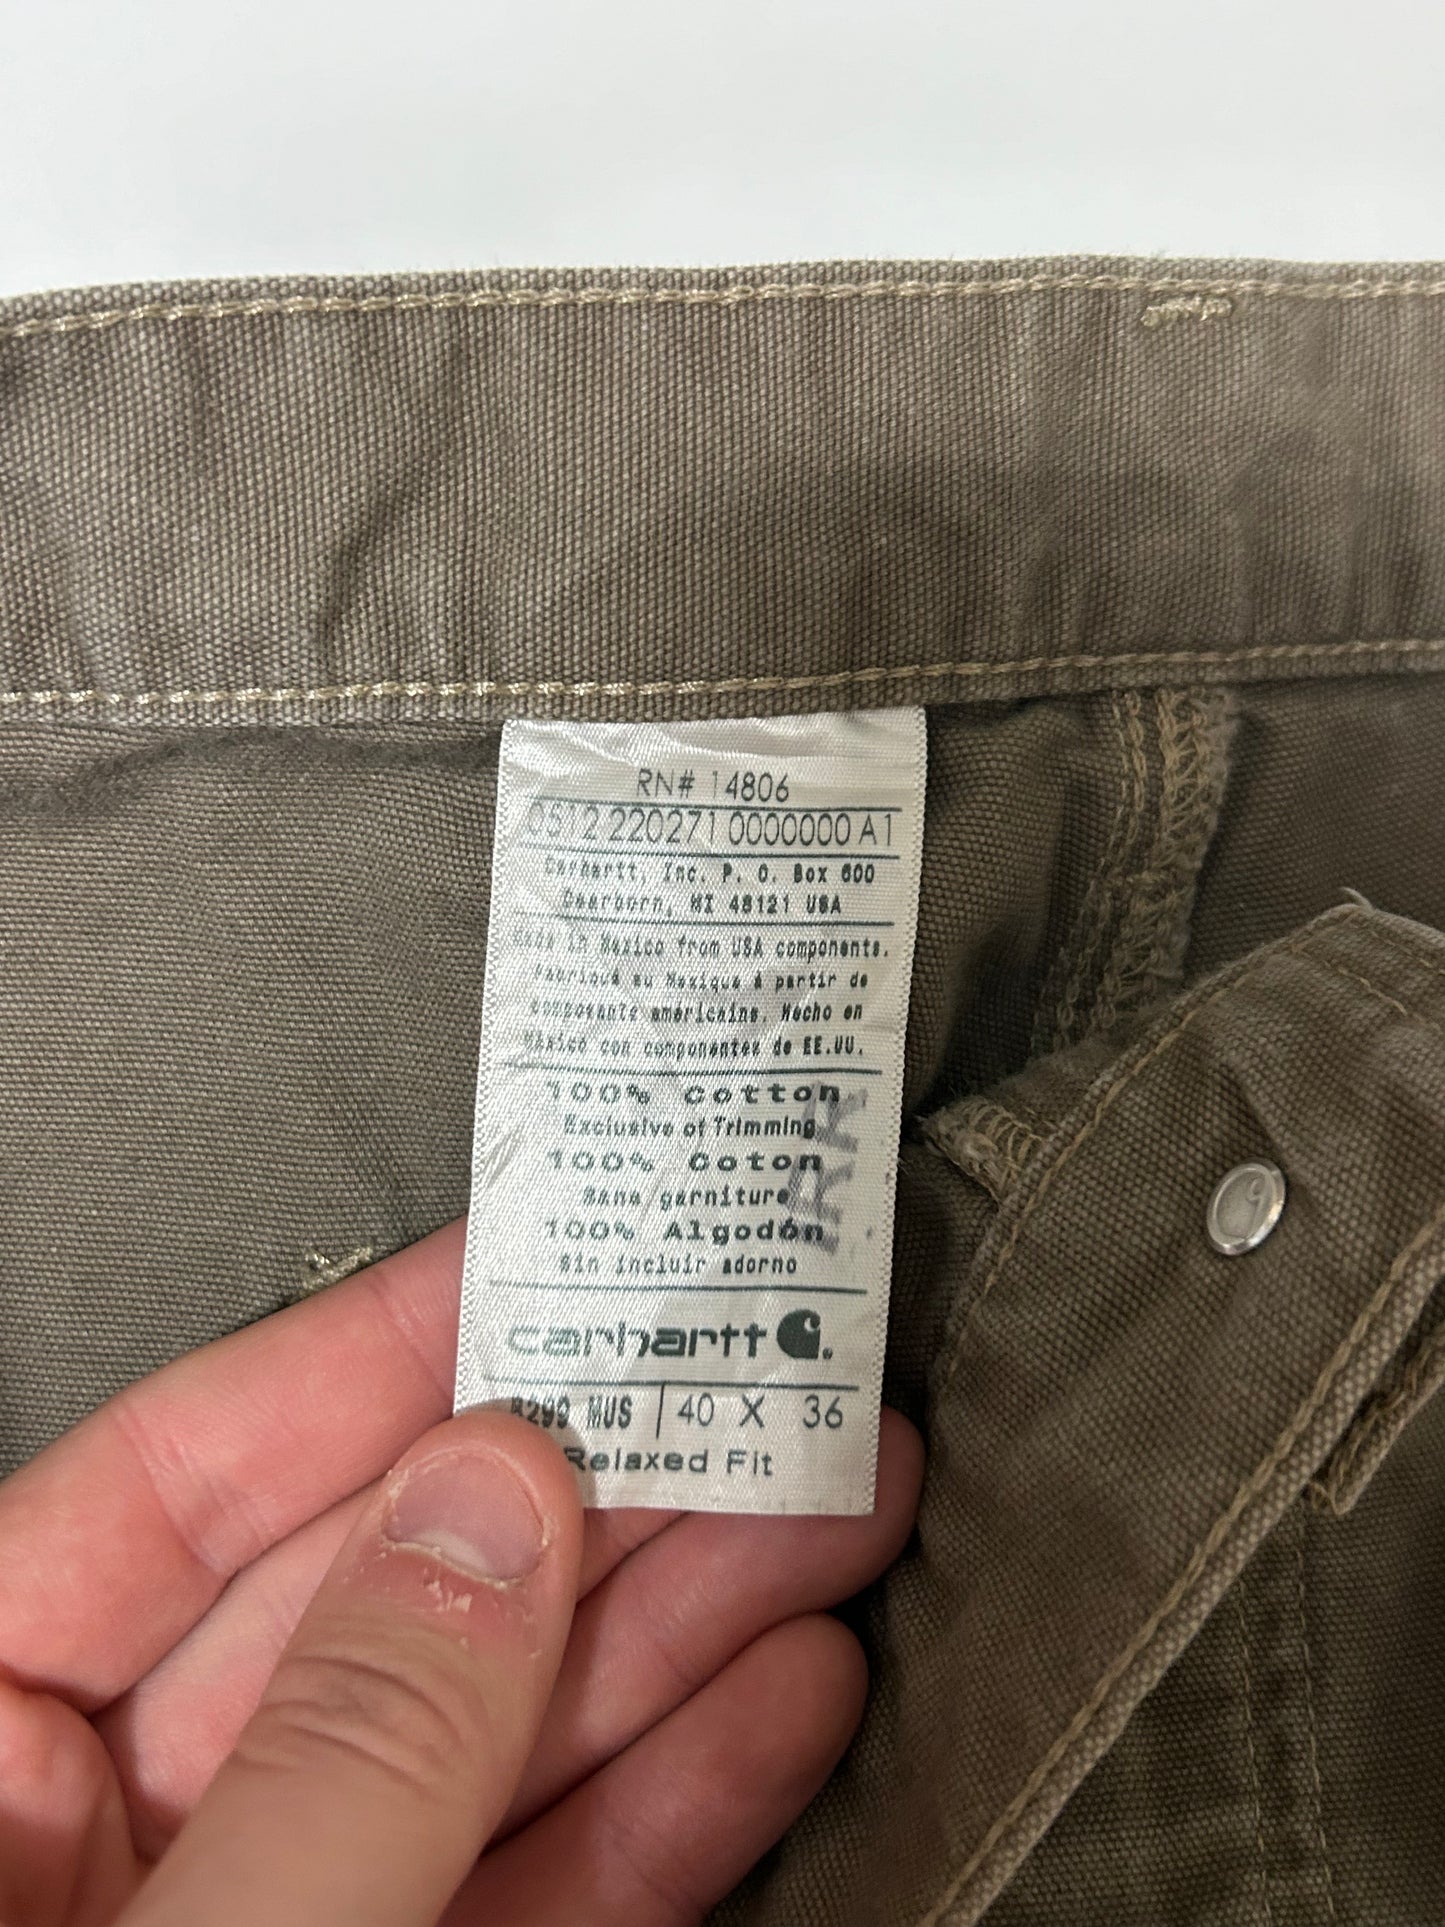 RN# 14806
CS12 220271 0000000 A1
Carhartt, Inc. P. O. Box 600
Dearborn, MI 48121 USA
Made in Mexico from USA components.
Fabriqué au Mexique à partir de
composante américains. Hecho en
México con componentes de EE.UU.
100% Cotton
Exclusive of Trimming
100% Coton
Sans garniture
100% Algodón
sin incluir adorno
carhartt
B299 MUS | 40 X 36
Relaxed Fit